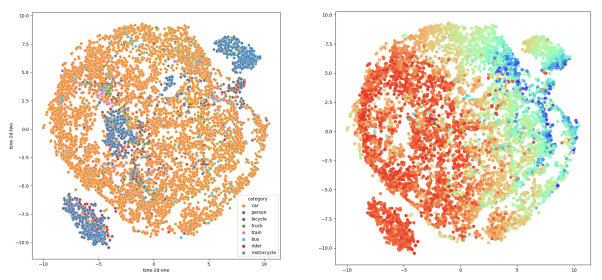 10.0
7.5
5.0
2.5
0.0
−2.5
−5.0
−7.5
−10.0
tsne-2d-two
−10
−5
0
5
10
tsne-2d-one
category
car
person
bicycle
truck
train
bus
rider
motorcycle
10.0
7.5
5.0
2.5
0.0
−2.5
−5.0
−7.5
−10.0
−10
−5
0
5
10